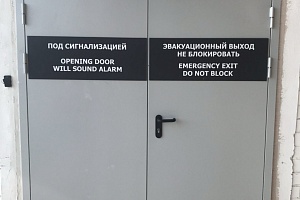 ПОД СИГНАЛИЗАЦИЕЙ
OPENING DOOR
WILL SOUND ALARM
ЭВАКУАЦИОННЫЙ ВЫХОД
НЕ БЛОКИРОВАТЬ
EMERGENCY EXIT
DO NOT BLOCK